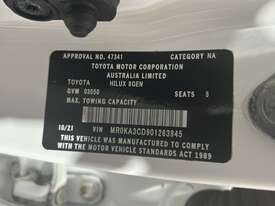 APPROVAL NO. 47341 CATEGORY NA
TOYOTA MOTOR CORPORATION
AUSTRALIA LIMITED
TOYOTA HILUX 8GEN
GVM 03050 SEATS 5
MAX. TOWING CAPACITY
10/21 VIN MR0KA3CD901263845
THIS VEHICLE WAS MANUFACTURED TO COMPLY
WITH THE MOTOR VEHICLE STANDARDS ACT 1989